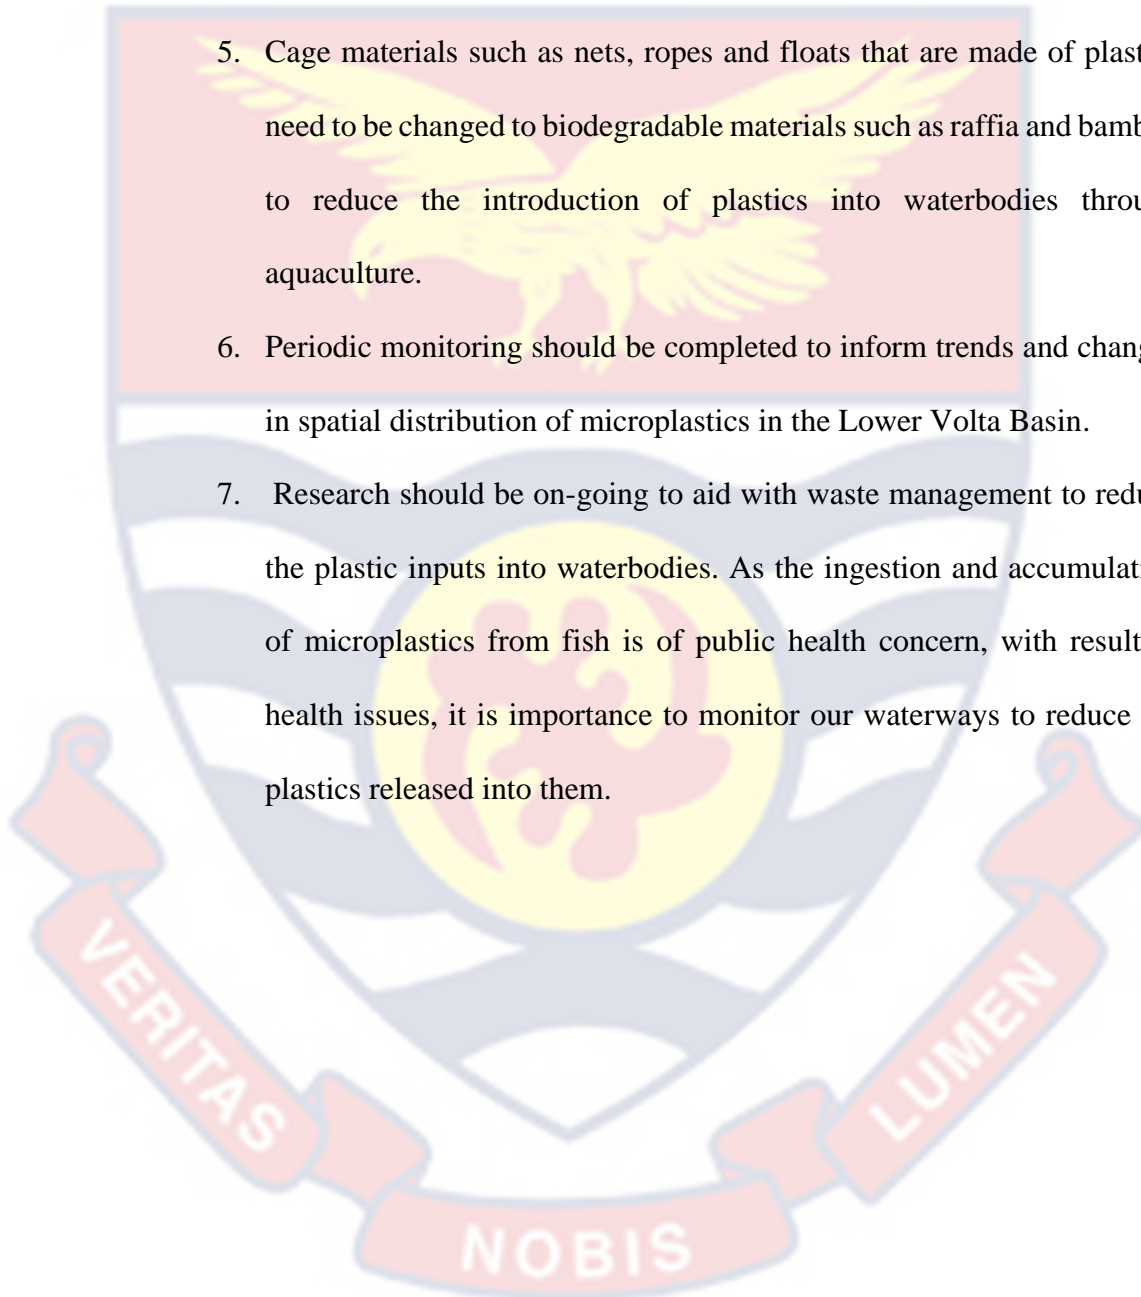 5. Cage materials such as nets, ropes and floats that are made of plast
need to be changed to biodegradable materials such as raffia and bamb
to reduce the introduction of plastics into waterbodies throu
aquaculture.
6. Periodic monitoring should be completed to inform trends and chang
in spatial distribution of microplastics in the Lower Volta Basin.
7. Research should be on-going to aid with waste management to redu
the plastic inputs into waterbodies. As the ingestion and accumulati
of microplastics from fish is of public health concern, with result
health issues, it is importance to monitor our waterways to reduce
plastics released into them.
VERITAS
NOBIS
LUMEN